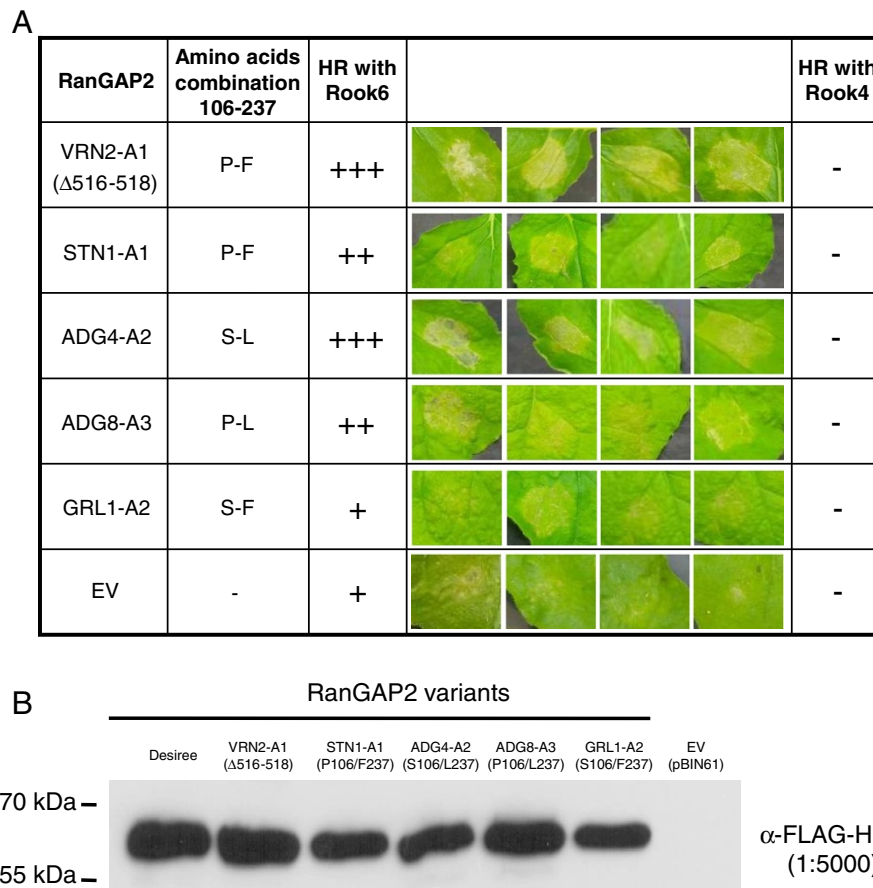 A
RanGAP2 | Amino acids combination 106-237 | HR with Rook6 | | HR with Rook4
VRN2-A1 (Δ516-518) | P-F | +++ | | -
STN1-A1 | P-F | ++ | | -
ADG4-A2 | S-L | +++ | | -
ADG8-A3 | P-L | ++ | | -
GRL1-A2 | S-F | + | | -
EV | - | + | | -
B
RanGAP2 variants
Desiree VRN2-A1 STN1-A1 ADG4-A2 ADG8-A3 GRL1-A2 EV
(Δ516-518) (P106/F237) (S106/L237) (P106/L237) (S106/F237) (pBIN61)
70 kDa
α-FLAG-H
(1:5000)
55 kDa